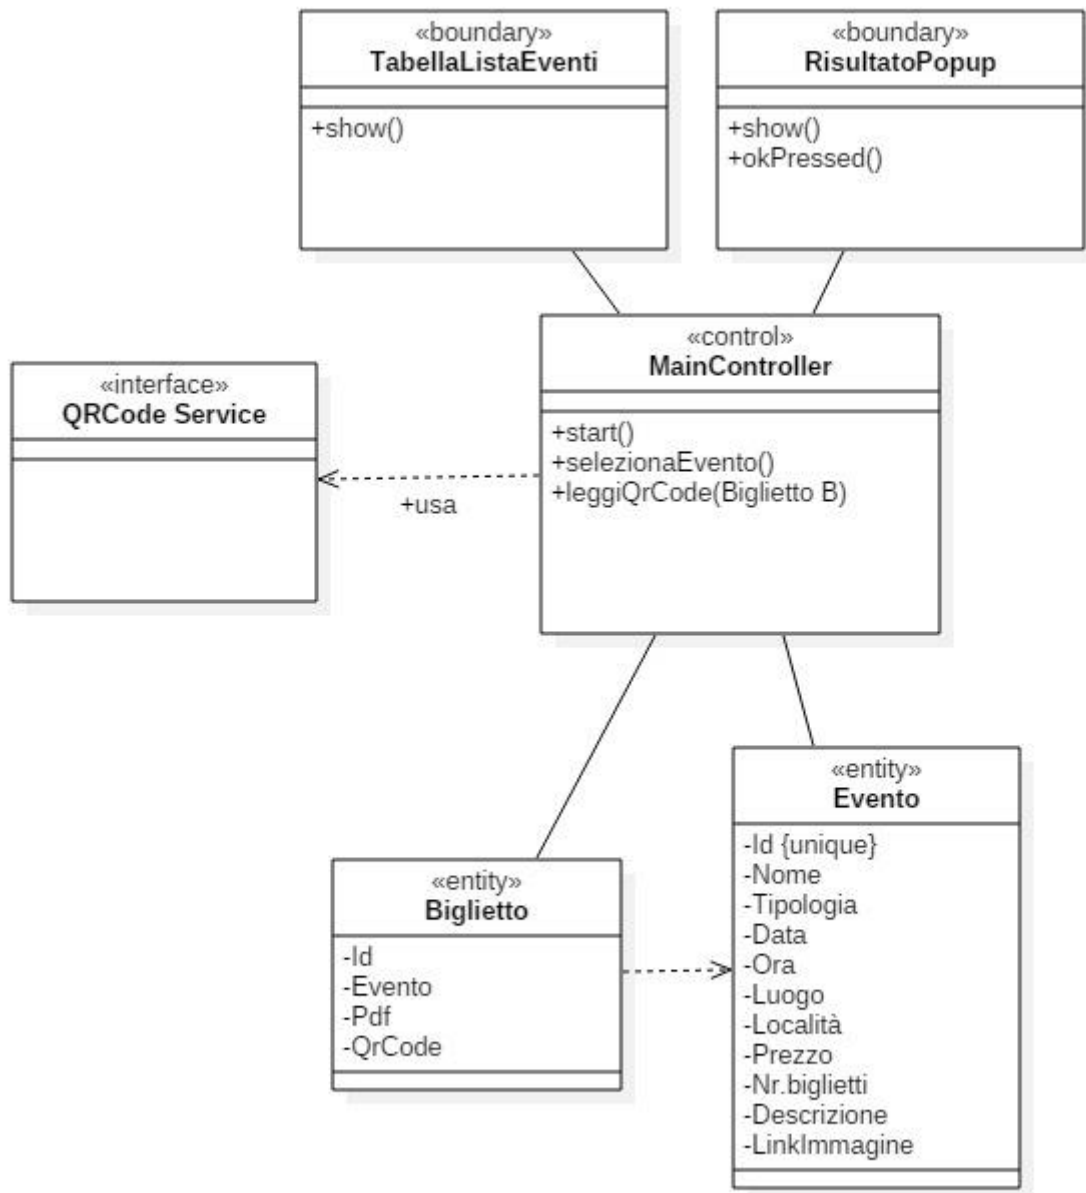 «boundary»
TabellaListaEventi
+show()
«boundary»
RisultatoPopup
+show()
+okPressed()
«control»
MainController
+start()
+selezionaEvento()
+leggiQrCode(Biglietto B)
«interface»
QRCode Service
+usa
«entity»
Biglietto
-Id
-Evento
-Pdf
-QrCode
«entity»
Evento
-Id {unique}
-Nome
-Tipologia
-Data
-Ora
-Luogo
-Località
-Prezzo
-Nr.biglietti
-Descrizione
-LinkImmagine